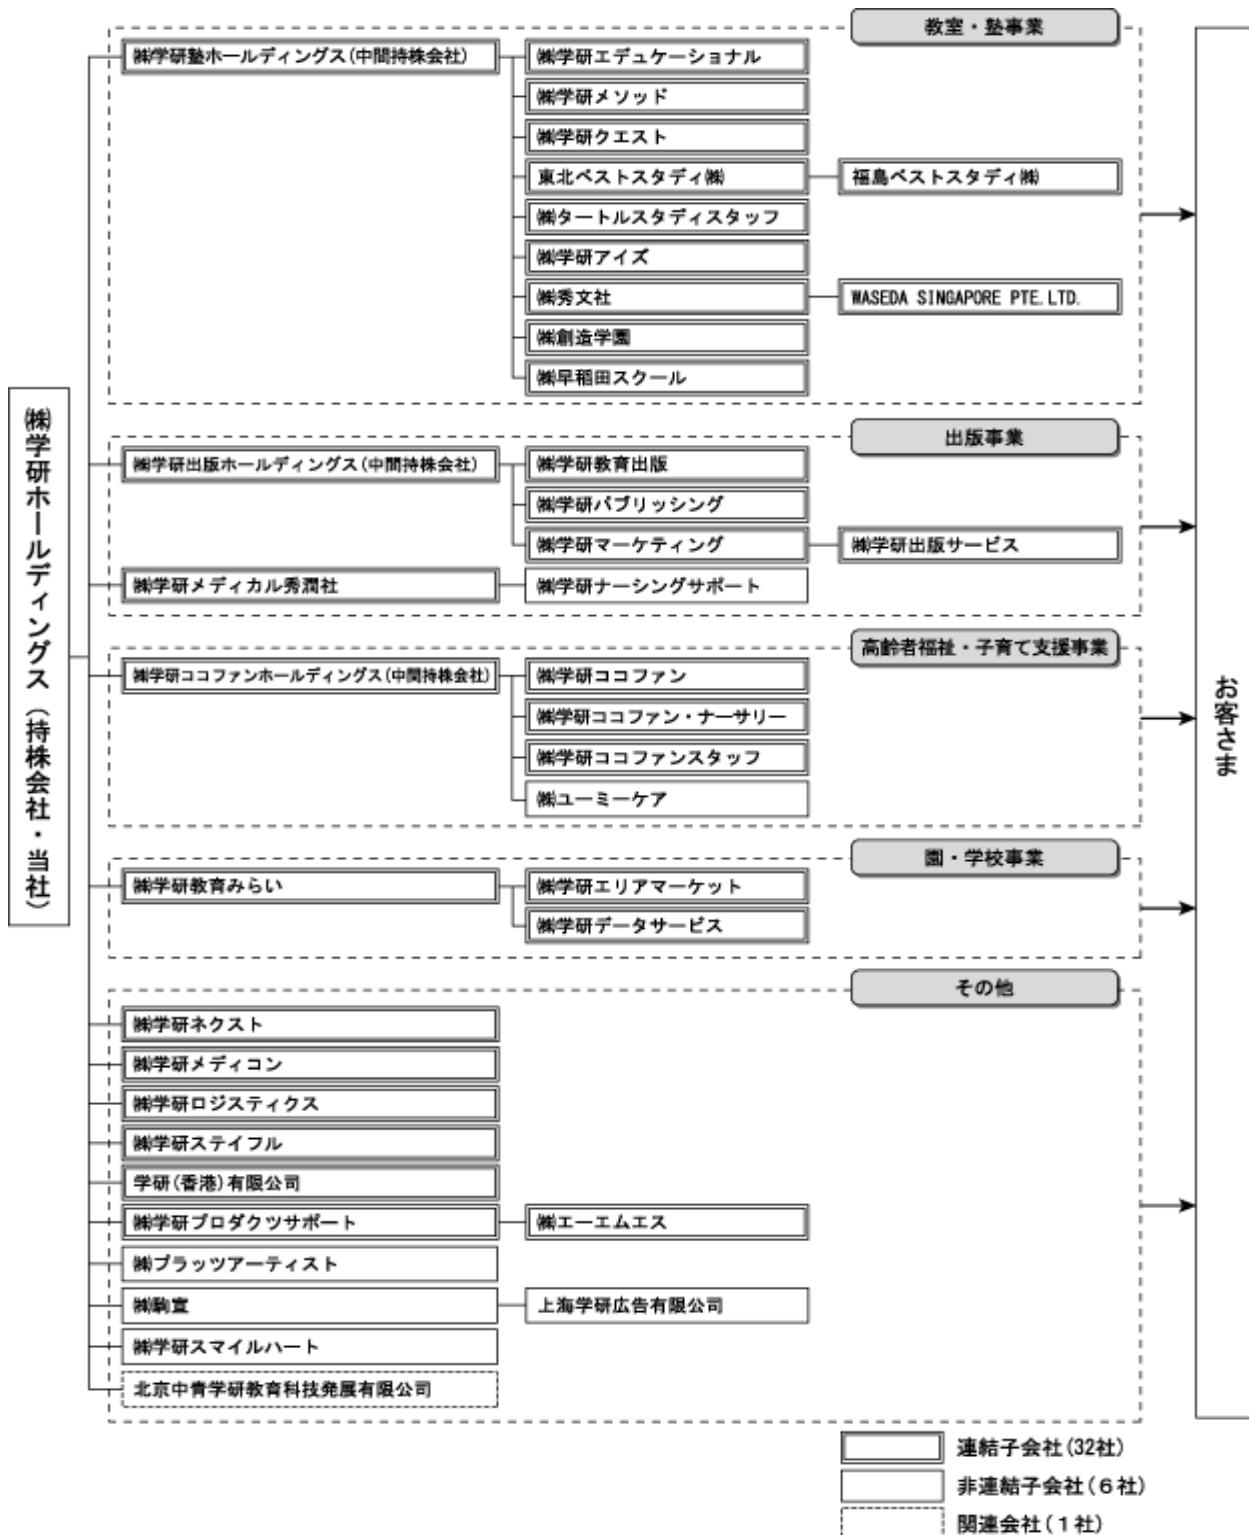 ㈱学研ホールディングス（持株会社・当社）
教室・塾事業
㈱学研塾ホールディングス(中間持株会社)
㈱学研エデュケーショナル
㈱学研メソッド
㈱学研クエスト
東北ベストスタディ㈱
福島ベストスタディ㈱
㈱タートルスタディスタッフ
㈱学研アイズ
㈱秀文社
WASEDA SINGAPORE PTE.LTD.
㈱創造学園
㈱早稲田スクール
出版事業
㈱学研出版ホールディングス(中間持株会社)
㈱学研教育出版
㈱学研パブリッシング
㈱学研マーケティング
㈱学研出版サービス
㈱学研メディカル秀潤社
㈱学研ナーシングサポート
高齢者福祉・子育て支援事業
㈱学研ココファンホールディングス(中間持株会社)
㈱学研ココファン
㈱学研ココファン・ナーサリー
㈱学研ココファンスタッフ
㈱ユーミーケア
園・学校事業
㈱学研教育みらい
㈱学研エリアマーケット
㈱学研データサービス
その他
㈱学研ネクスト
㈱学研メディコン
㈱学研ロジスティクス
㈱学研ステイフル
学研(香港)有限公司
㈱学研プロダクツサポート
㈱エーエムエス
㈱ブラッツアーティスト
㈱駒宣
上海学研広告有限公司
㈱学研スマイルハート
北京中青学研教育科技発展有限公司
お客さま
連結子会社(32社)
非連結子会社(６社)
関連会社(１社)